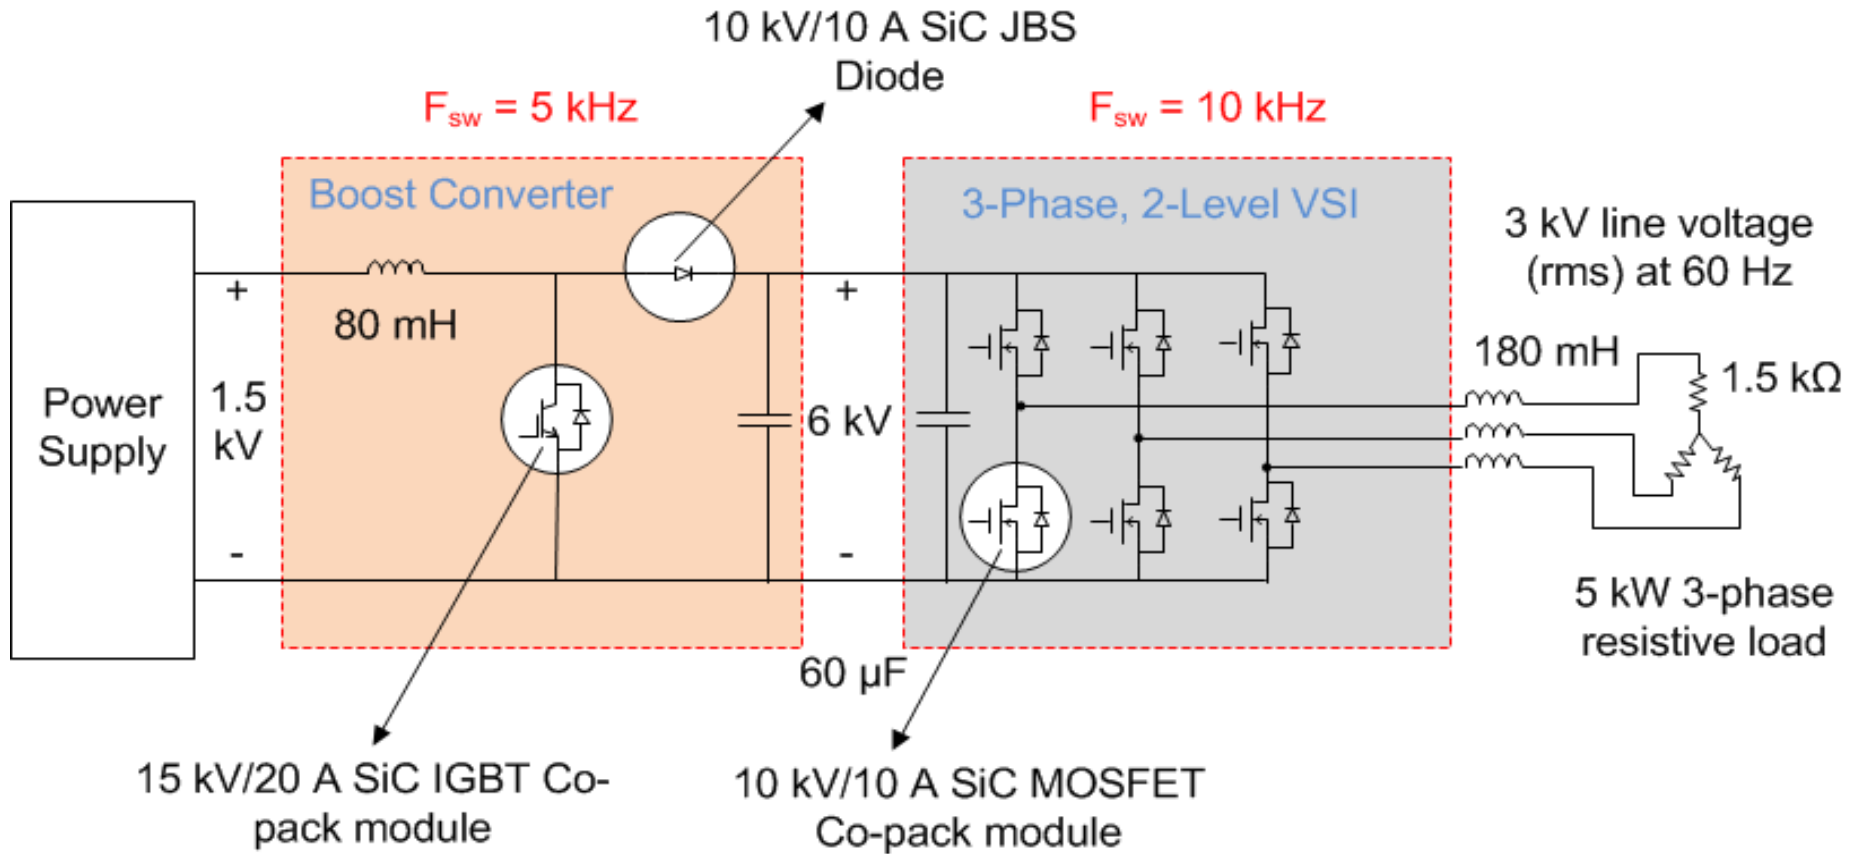 10 kV/10 A SiC JBS
Diode
F_sw = 5 kHz
F_sw = 10 kHz
Boost Converter
3-Phase, 2-Level VSI
3 kV line voltage
(rms) at 60 Hz
+
+
80 mH
180 mH
1.5 kΩ
Power
Supply
1.5
kV
6 kV
-
-
5 kW 3-phase
resistive load
60 µF
15 kV/20 A SiC IGBT Co-
pack module
10 kV/10 A SiC MOSFET
Co-pack module